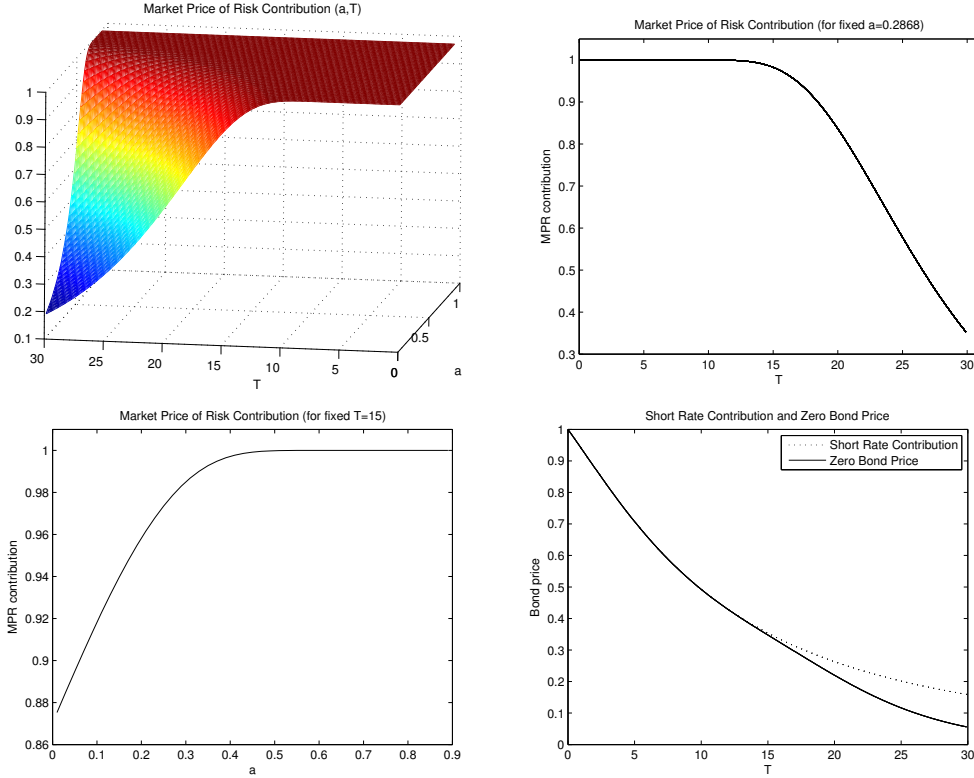 Market Price of Risk Contribution (a,T)
1
0.9
0.8
0.7
0.6
0.5
0.4
0.3
0.2
0.1
30
25
20
15
10
5
0
0
0.5
1
T
a
Market Price of Risk Contribution (for fixed a=0.2868)
MPR contribution
1
0.9
0.8
0.7
0.6
0.5
0.4
0.3
0 5 10 15 20 25 30
T
Market Price of Risk Contribution (for fixed T=15)
MPR contribution
1
0.98
0.96
0.94
0.92
0.9
0.88
0.86
0 0.1 0.2 0.3 0.4 0.5 0.6 0.7 0.8 0.9
a
Short Rate Contribution and Zero Bond Price
Short Rate Contribution
Zero Bond Price
Bond price
1
0.9
0.8
0.7
0.6
0.5
0.4
0.3
0.2
0.1
0
0 5 10 15 20 25 30
T